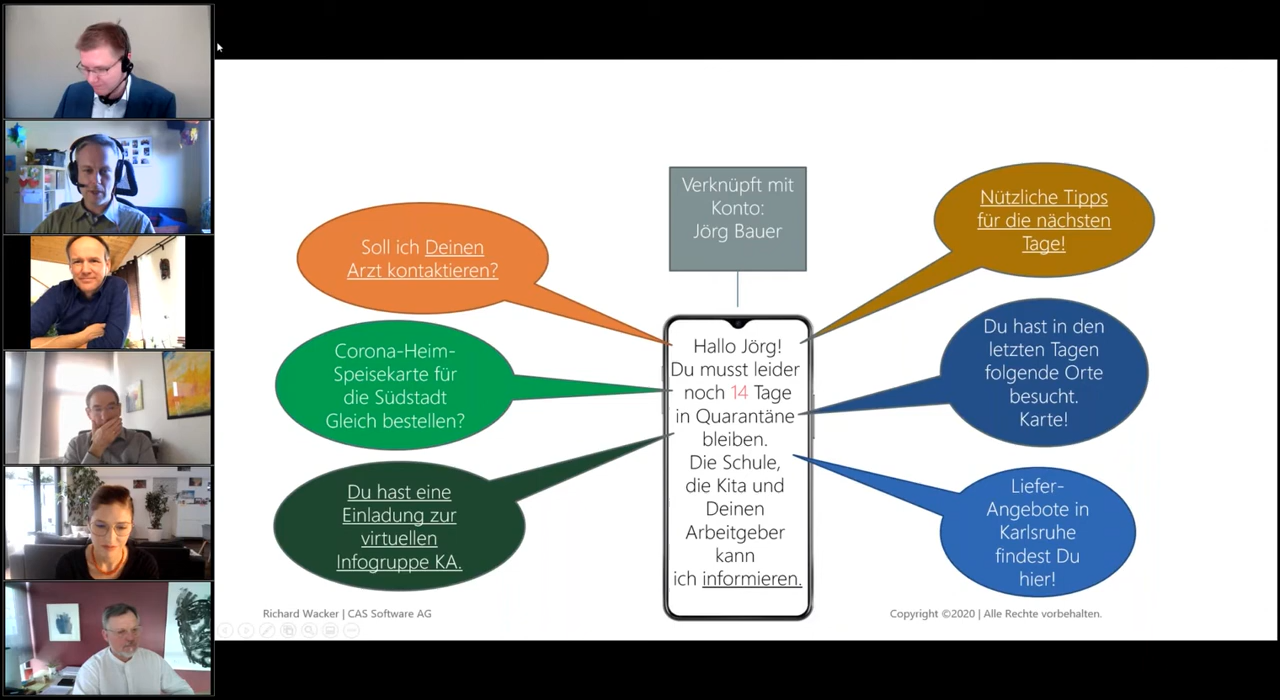 Verknüpft mit
Konto:
Jörg Bauer
Soll ich Deinen
Arzt kontaktieren?
Corona-Heim-
Speisekarte für
die Südstadt
Gleich bestellen?
Du hast eine
Einladung zur
virtuellen
Infogruppe KA.
Hallo Jörg!
Du musst leider
noch 14 Tage
in Quarantäne
bleiben.
Die Schule,
die Kita und
Deinen
Arbeitgeber
kann
ich informieren.
Nützliche Tipps
für die nächsten
Tage!
Du hast in den
letzten Tagen
folgende Orte
besucht.
Karte!
Liefer-
Angebote in
Karlsruhe
findest Du
hier!
Richard Wacker | CAS Software AG
Copyright ©2020 | Alle Rechte vorbehalten.